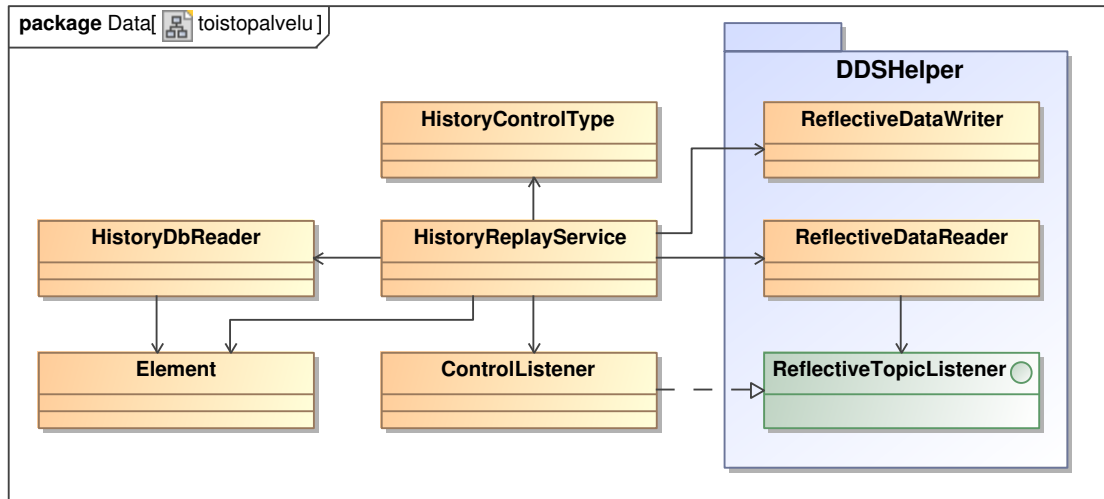 package Data[ toistopalvelu ]
DDSHelper
HistoryControlType
ReflectiveDataWriter
HistoryDbReader
HistoryReplayService
ReflectiveDataReader
Element
ControlListener
ReflectiveTopicListener